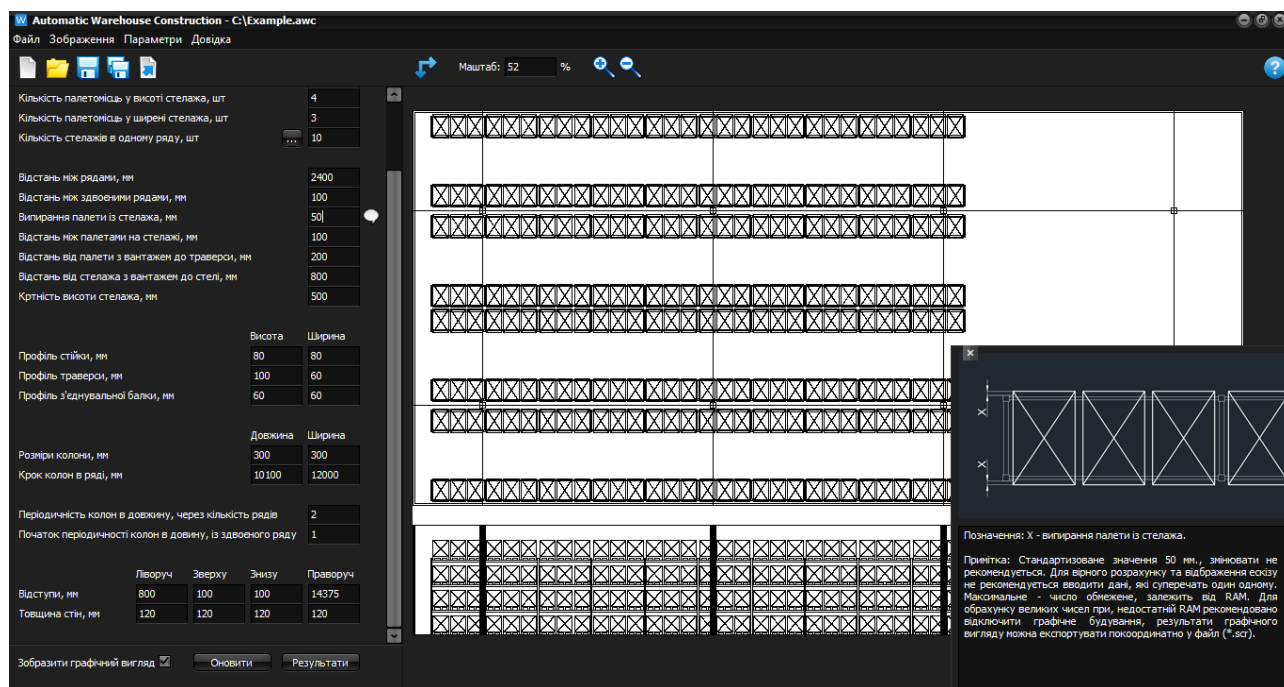 Automatic Warehouse Construction - C:\Example.awc
Файл Зображення Параметри Довідка
Маштаб: 52 %
Кількість палетомісць у висоті стелажа, шт 4
Кількість палетомісць у ширені стелажа, шт 3
Кількість стелажів в одному ряду, шт ... 10
Відстань між рядами, мм 2400
Відстань між здвоєними рядами, мм 100
Випирання палети із стелажа, мм 50
Відстань між палетами на стелажі, мм 100
Відстань від палети з вантажем до траверси, мм 200
Відстань від стелажа з вантажем до стелі, мм 800
Кртність висоти стелажа, мм 500
Висота Ширина
Профіль стійки, мм 80 80
Профіль траверси, мм 100 60
Профіль з'єднувальної балки, мм 60 60
Довжина Ширина
Розміри колони, мм 300 300
Крок колон в ряді, мм 10100 12000
Періодичність колон в довжину, через кількість рядів 2
Початок періодичності колон в довину, із здвоеного ряду 1
Ліворуч Зверху Знизу Праворуч
Відступи, мм 800 100 100 14375
Товщина стін, мм 120 120 120 120
Зобразити графічний вигляд Оновити Результати
X
X
Позначення: X - випирання палети із стелажа.
Примітка: Стандартизоване значення 50 мм., змінювати не
рекомендується. Для вірного розрахунку та відбраження ескізу
не рекомендується вводити дані, які суперечать один одному.
Максимальне - число обмежене, залежить від RAM. Для
обрахунку великих чисел при, недостатній RAM рекомендовано
відключити графічне будування, результати графічного
вигляду можна експортувати покоординатно у файл (*.scr).